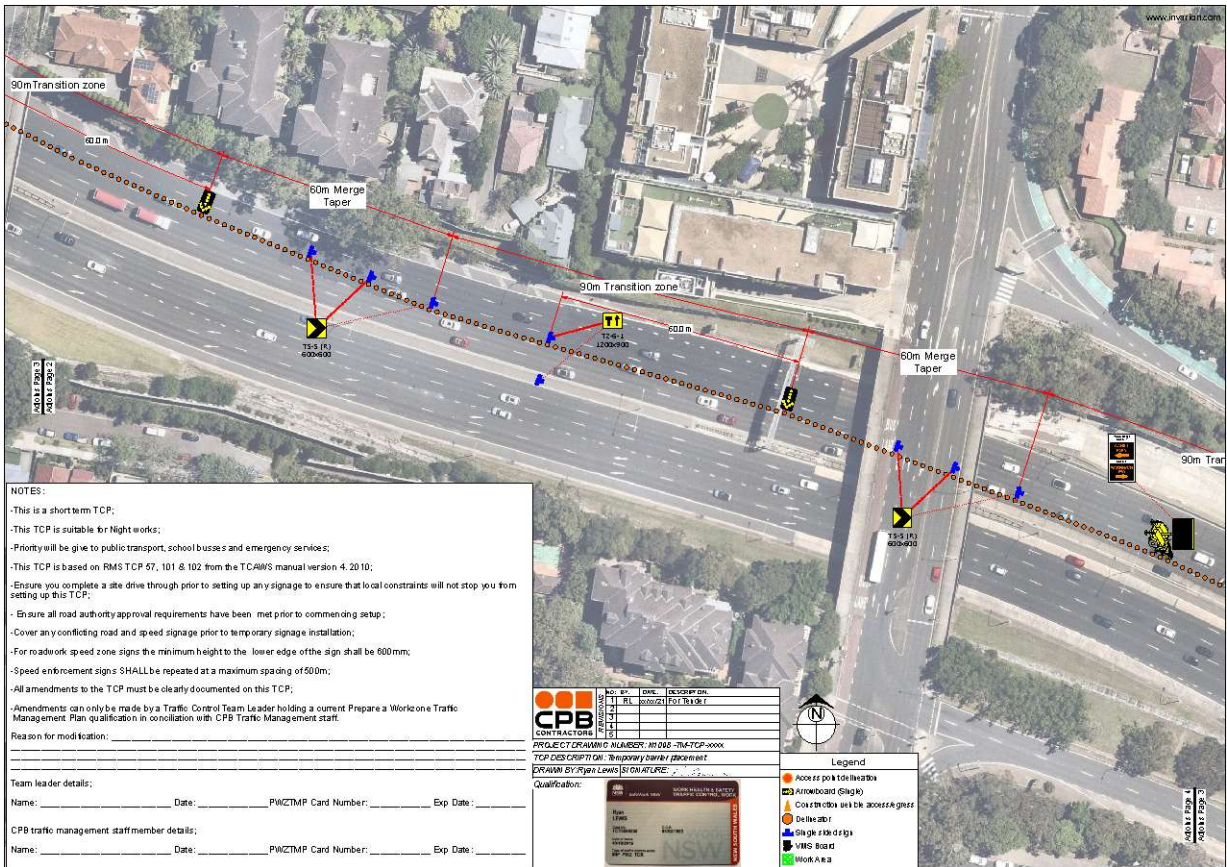 www.invarion.com
90m Transition zone
60.0 m
60m Merge
Taper
90m Transition zone
60.0 m
60m Merge
Taper
90m Tran
T2-6-1
1200x900
T5-5 (R)
600x600
T5-5 (R)
600x600
Adjoins Page 3
Adjoins Page 2
NOTES:
-This is a short term TCP;
-This TCP is suitable for Night works;
-Priority will be give to public transport, school busses and emergency services;
-This TCP is based on RMS TCP 57, 101 & 102 from the TCAWS manual version 4. 2010;
-Ensure you complete a site drive through prior to setting up any signage to ensure that local constraints will not stop you from
setting up this TCP;
- Ensure all road authority approval requirements have been met prior to commencing setup;
-Cover any conflicting road and speed signage prior to temporary signage installation;
-For roadwork speed zone signs the minimum height to the lower edge of the sign shall be 600mm;
-Speed enforcement signs SHALL be repeated at a maximum spacing of 500m;
-All amendments to the TCP must be clearly documented on this TCP;
-Amendments can only be made by a Traffic Control Team Leader holding a current Prepare a Workzone Traffic
Management Plan qualification in conciliation with CPB Traffic Management staff.
Reason for modification:
Team leader details;
Name: Date: PWZTMP Card Number: Exp Date:
CPB traffic management staff member details;
Name: Date: PWZTMP Card Number: Exp Date:
CPB
CONTRACTORS
REVISIONS
NO: BY. DATE. DESCRIPTION.
1 RL xx/xx/21 For Tender
2
3
4
5
PROJECT DRAWING NUMBER: M100B -TM-TCP-xxxx
TCP DESCRIPTION: Temporary barrier placement
DRAWN BY: Ryan Lewis SIGNATURE:
Qualification:
WORK HEALTH & SAFETY
TRAFFIC CONTROL WORK
Ryan
LEWIS
NSW
NEW SOUTH WALES
N
Legend
Access point delineation
Arrowboard (Single)
Construction vehicle access/egress
Delineator
Single sided sign
VMS Board
Work Area
Adjoins Page 4
Adjoins Page 3